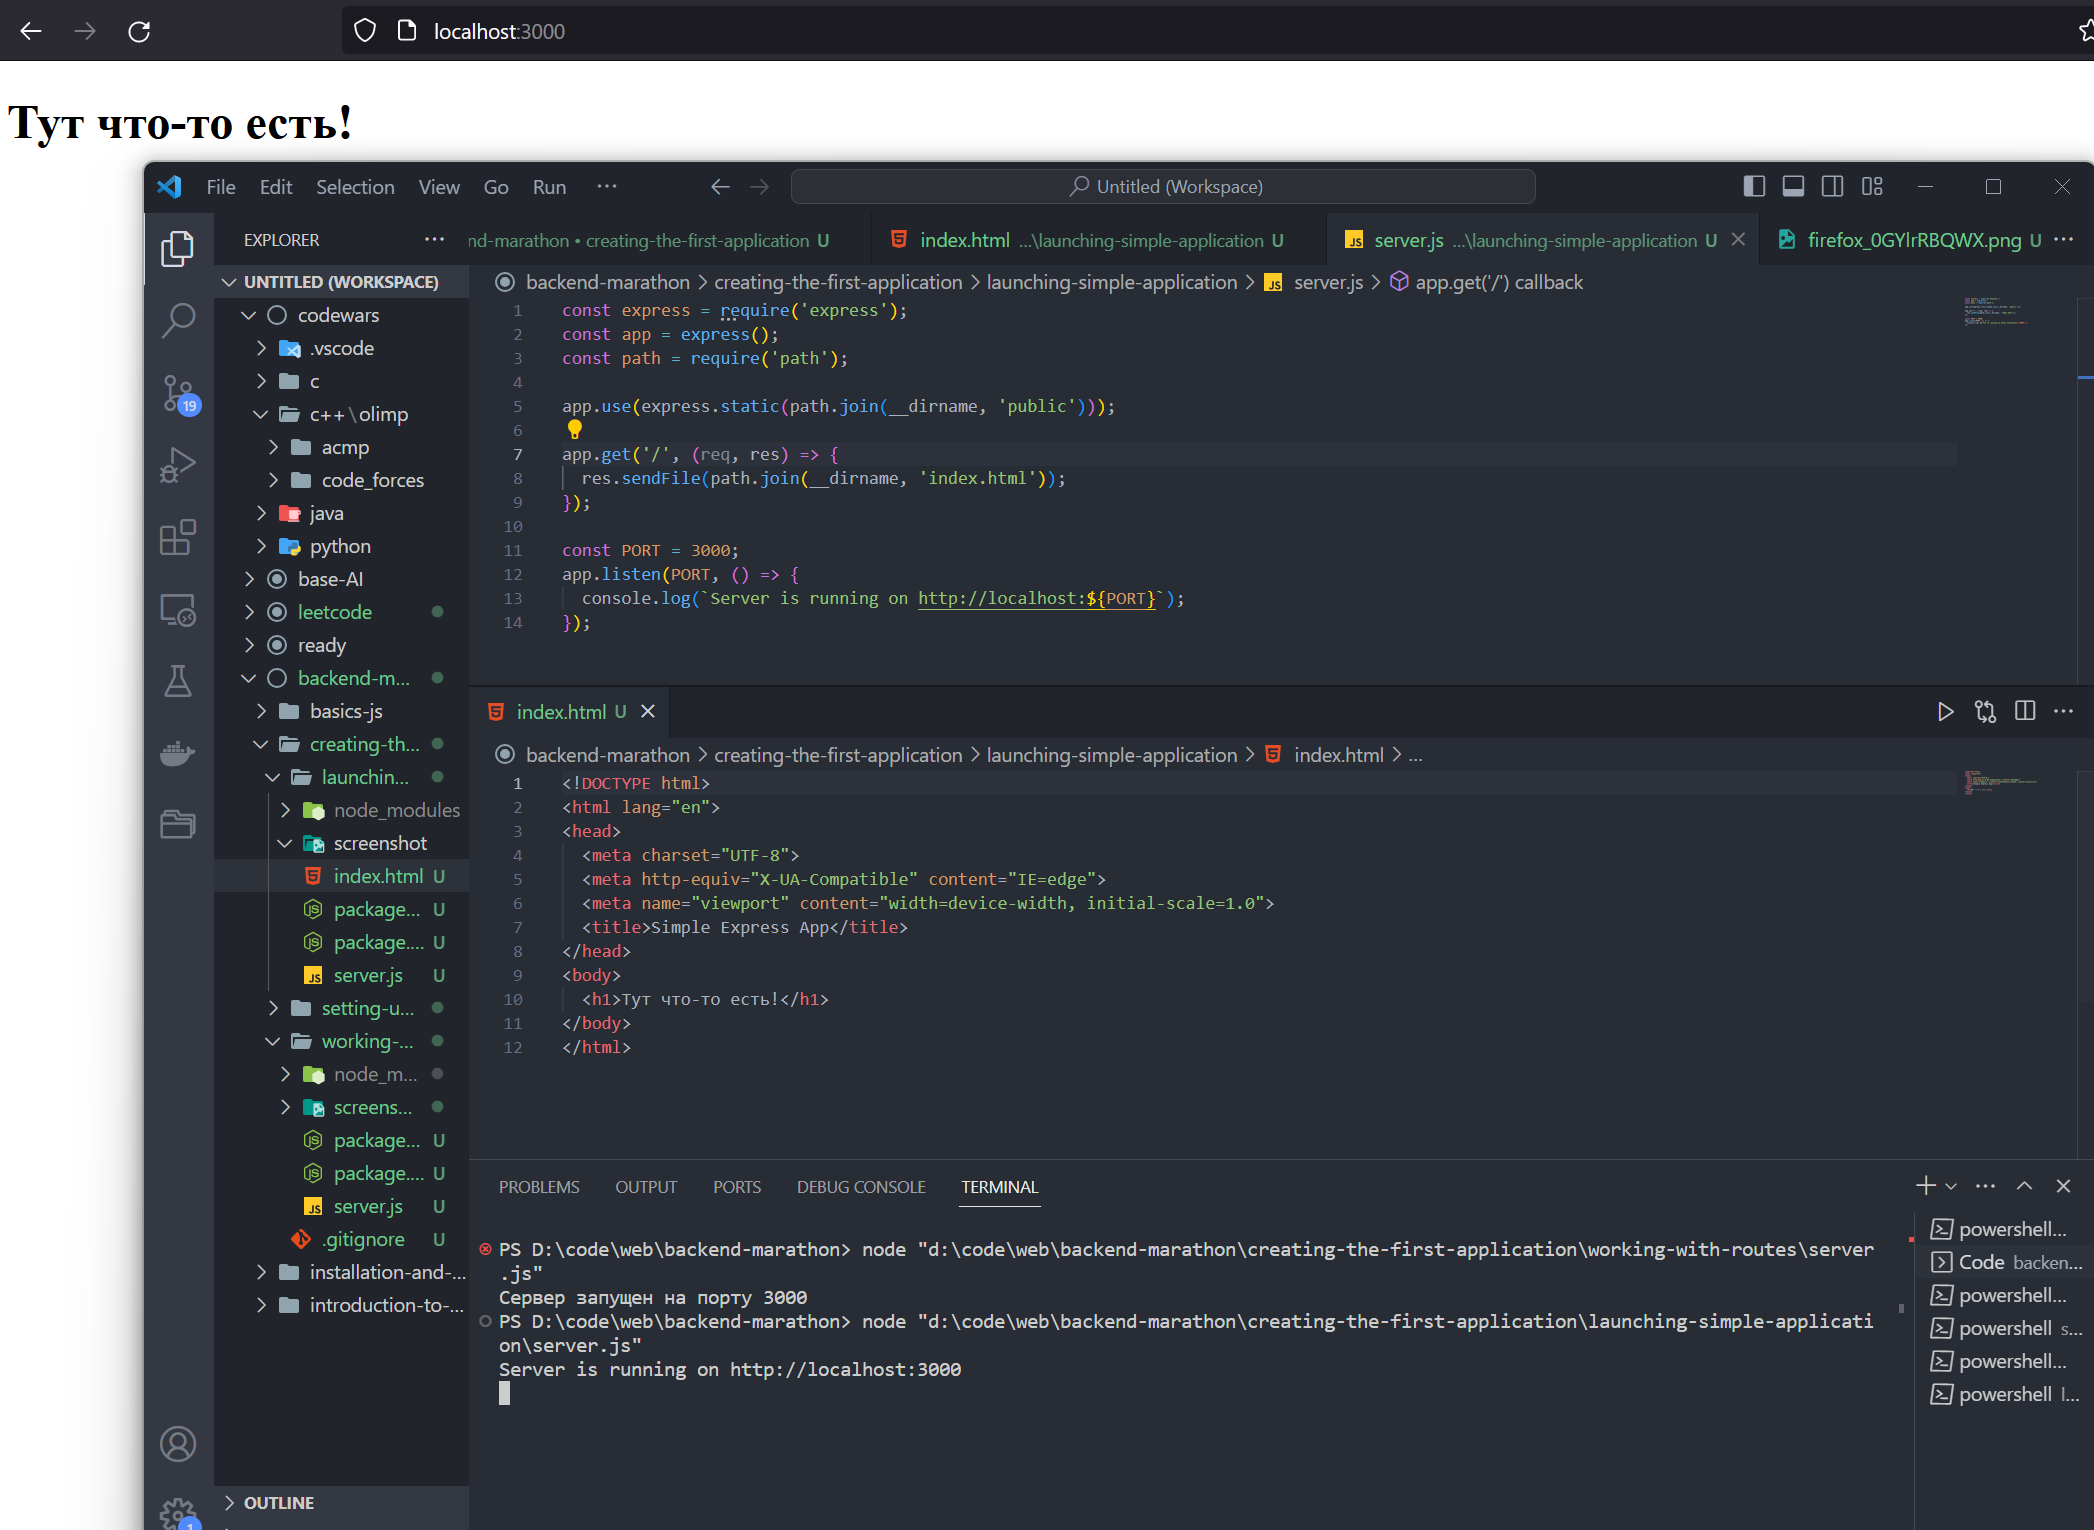 localhost:3000
Тут что-то есть!
File Edit Selection View Go Run ···
Untitled (Workspace)
EXPLORER ···
nd-marathon • creating-the-first-application U
index.html ...\launching-simple-application U
server.js ...\launching-simple-application U
firefox_0GYlrRBQWX.png U ···
UNTITLED (WORKSPACE)
codewars
.vscode
c
c++\olimp
acmp
code_forces
java
python
base-AI
leetcode
ready
backend-m...
basics-js
creating-th...
launchin...
node_modules
screenshot
index.html U
package... U
package.... U
server.js U
setting-u...
working-...
node_m...
screens...
package... U
package.... U
server.js U
.gitignore U
installation-and-...
introduction-to-...
OUTLINE
19
1
backend-marathon > creating-the-first-application > launching-simple-application > server.js > app.get('/') callback
1 const express = require('express');
2 const app = express();
3 const path = require('path');
4
5 app.use(express.static(path.join(__dirname, 'public')));
6
7 app.get('/', (req, res) => {
8 res.sendFile(path.join(__dirname, 'index.html'));
9 });
10
11 const PORT = 3000;
12 app.listen(PORT, () => {
13 console.log(`Server is running on http://localhost:${PORT}`);
14 });
index.html U
backend-marathon > creating-the-first-application > launching-simple-application > index.html > ...
1 <!DOCTYPE html>
2 <html lang="en">
3 <head>
4 <meta charset="UTF-8">
5 <meta http-equiv="X-UA-Compatible" content="IE=edge">
6 <meta name="viewport" content="width=device-width, initial-scale=1.0">
7 <title>Simple Express App</title>
8 </head>
9 <body>
10 <h1>Тут что-то есть!</h1>
11 </body>
12 </html>
PROBLEMS OUTPUT PORTS DEBUG CONSOLE TERMINAL
PS D:\code\web\backend-marathon> node "d:\code\web\backend-marathon\creating-the-first-application\working-with-routes\server
.js"
Сервер запущен на порту 3000
PS D:\code\web\backend-marathon> node "d:\code\web\backend-marathon\creating-the-first-application\launching-simple-applicati
on\server.js"
Server is running on http://localhost:3000
powershell...
Code backen...
powershell...
powershell s...
powershell...
powershell l...